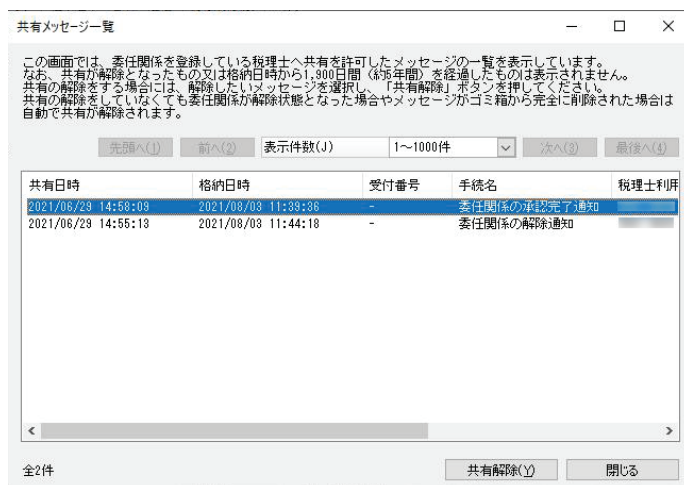 共有メッセージ一覧
この画面では、委任関係を登録している税理士へ共有を許可したメッセージの一覧を表示しています。
なお、共有が解除となったもの又は格納日時から1,900日間（約5年間）を経過したものは表示されません。
共有の解除をする場合には、解除したいメッセージを選択し、「共有解除」ボタンを押してください。
共有の解除をしていなくても委任関係が解除状態となった場合やメッセージがゴミ箱から完全に削除された場合は
自動で共有が解除されます。
先頭へ(1) 前へ(2) 表示件数(J) 1～1000件 次へ(3) 最後へ(4)
共有日時 格納日時 受付番号 手続名 税理士利用
2021/06/29 14:58:09 2021/08/03 11:39:36 - 委任関係の承認完了通知
2021/06/29 14:55:13 2021/08/03 11:44:18 - 委任関係の解除通知
全2件 共有解除(Y) 閉じる